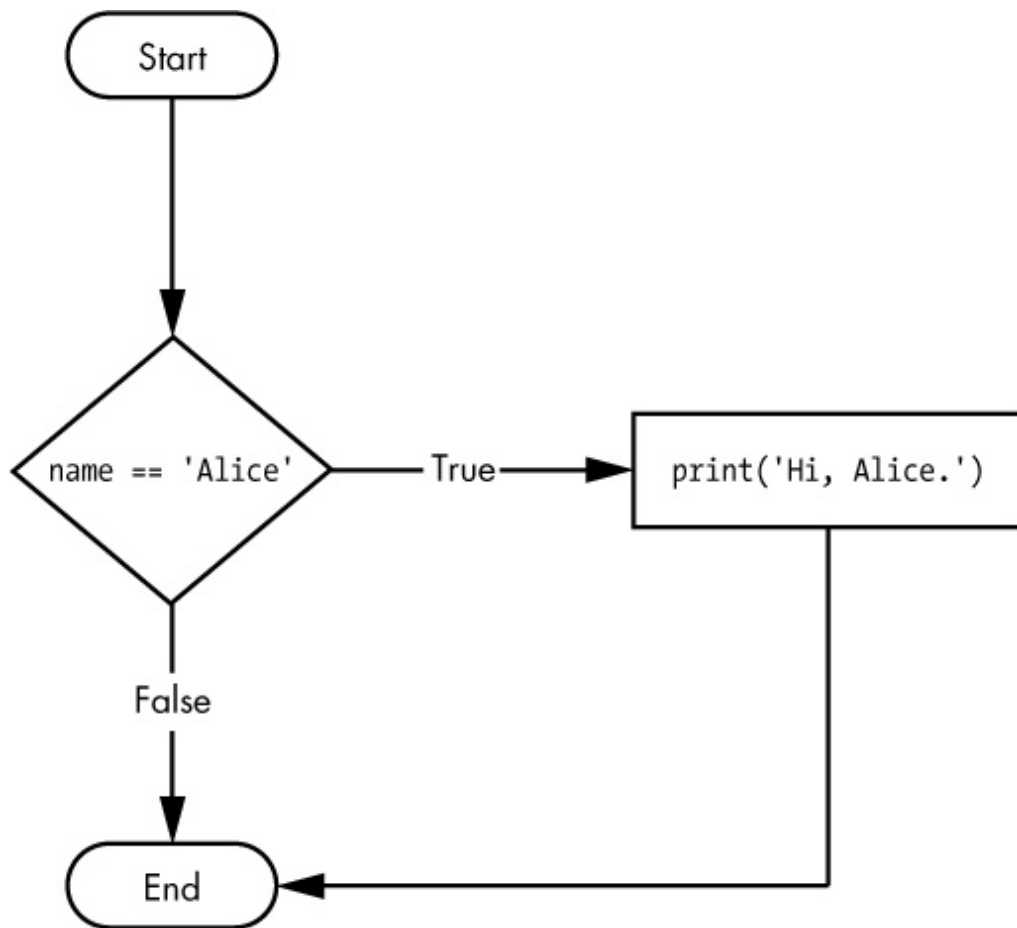 Start
name == 'Alice'
True
print('Hi, Alice.')
False
End